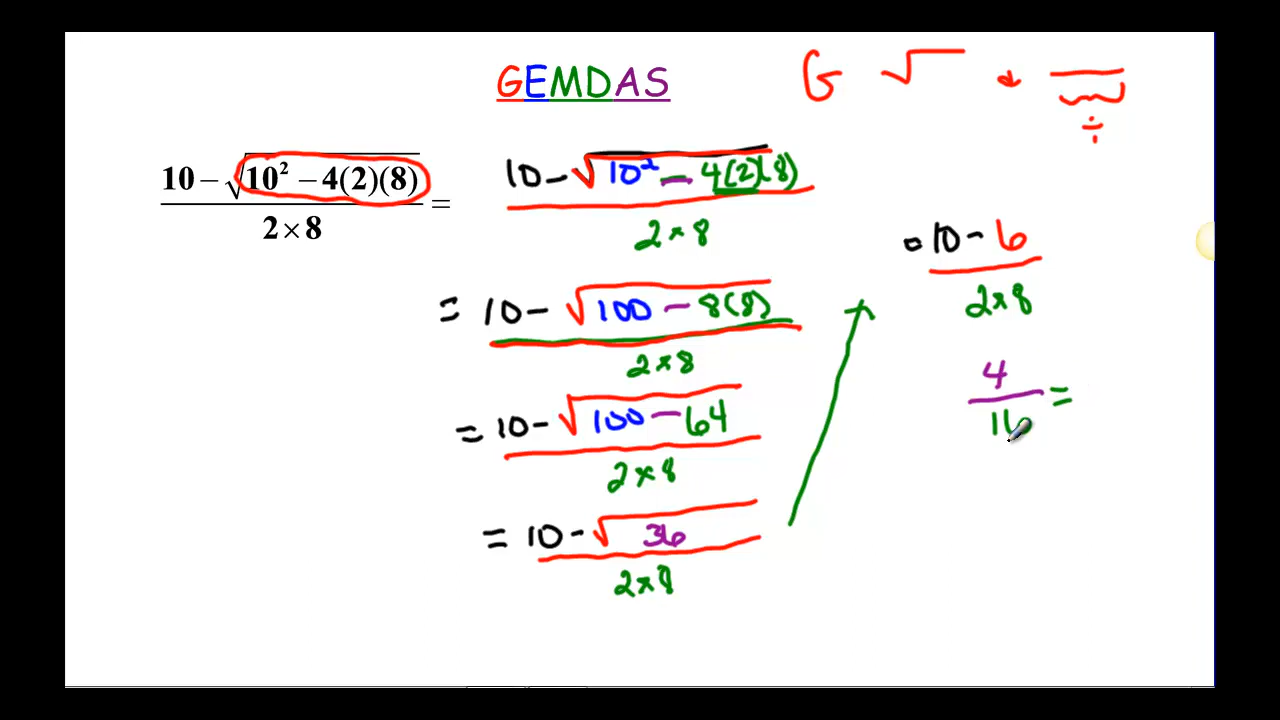 GEMDAS
G √ + ÷
10 − √10² − 4(2)(8)
2 × 8
=
10 - √10² - 4(2)(8)
2 × 8
= 10 - √100 - 8(8)
2 × 8
= 10 - √100 - 64
2 × 8
= 10 - √36
2 × 8
= 10 - 6
2 × 8
4
16
=